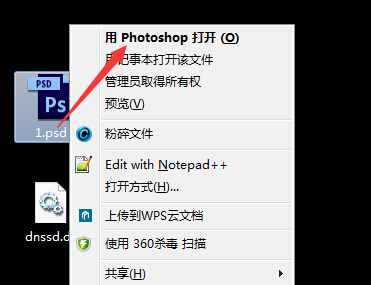 用 Photoshop 打开 (O)
用记事本打开该文件
管理员取得所有权
预览(V)
粉碎文件
Edit with Notepad++
打开方式(H)...
上传到WPS云文档
使用 360杀毒 扫描
共享(H)
PSD
Ps
1.psd
dnssd.d